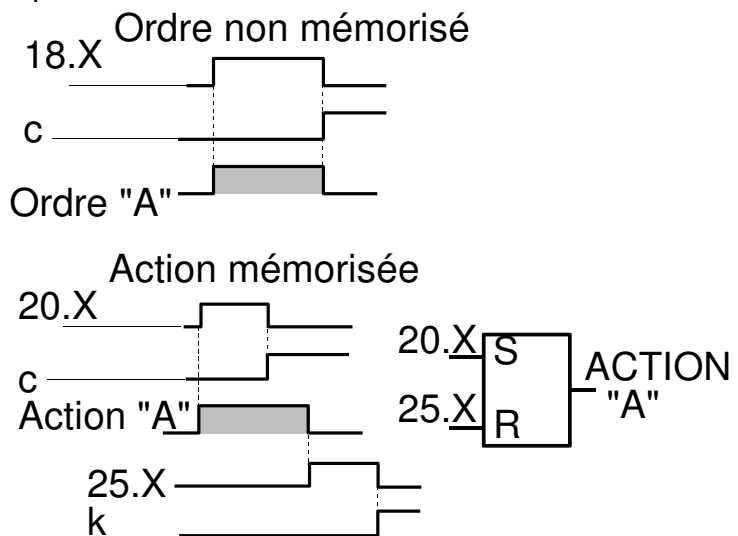 Ordre non mémorisé
18.X
c
Ordre "A"
Action mémorisée
20.X
c
Action "A"
25.X
k
20.X S
ACTION
"A"
25.X R